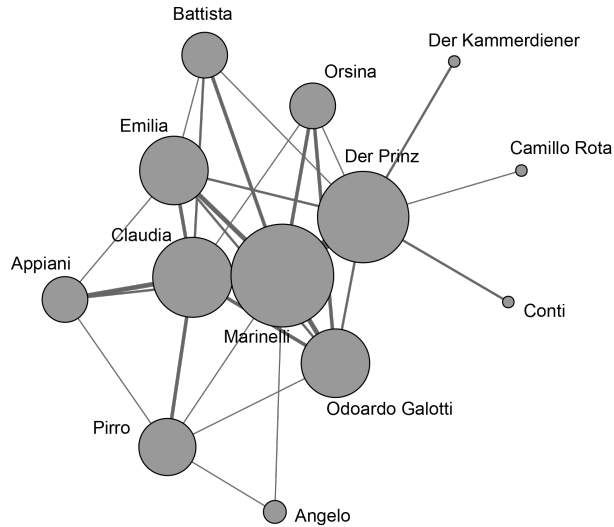 Battista
Der Kammerdiener
Orsina
Emilia
Camillo Rota
Der Prinz
Claudia
Appiani
Conti
Marinelli
Odoardo Galotti
Pirro
Angelo